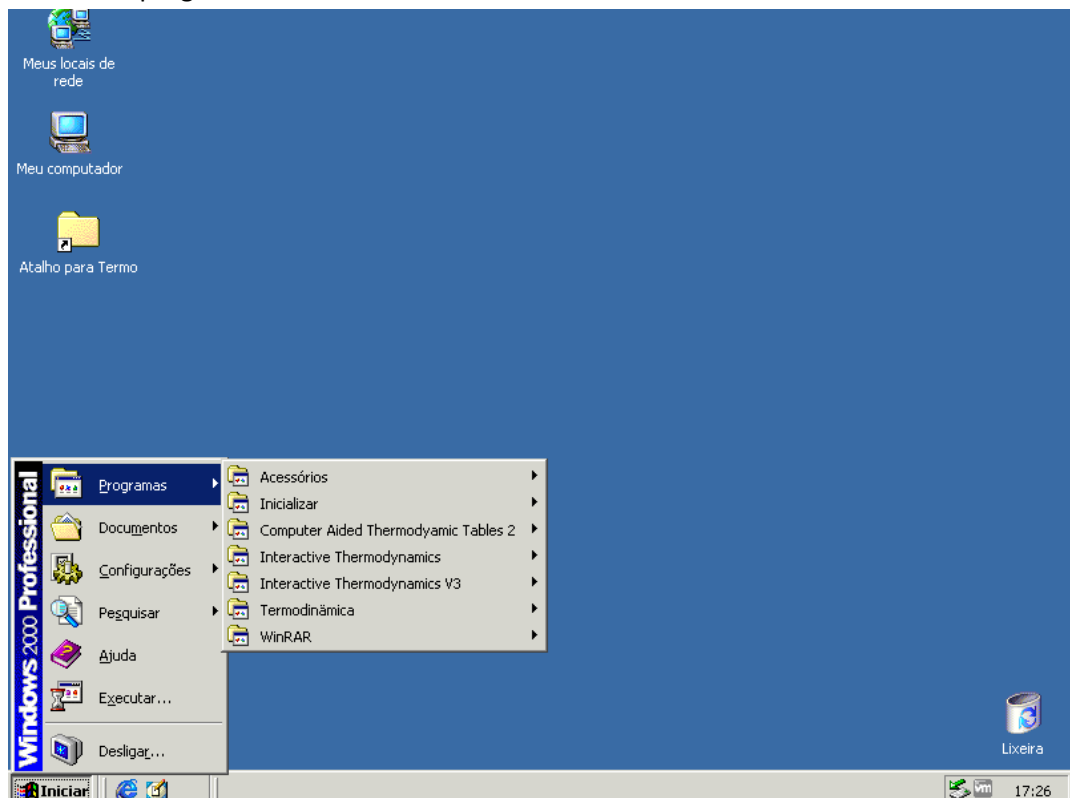 Meus locais de
rede
Meu computador
Atalho para Termo
Windows 2000 Professional
Programas
Documentos
Configurações
Pesquisar
Ajuda
Executar...
Desligar...
Acessórios
Inicializar
Computer Aided Thermodyamic Tables 2
Interactive Thermodynamics
Interactive Thermodynamics V3
Termodinâmica
WinRAR
Lixeira
Iniciar
vm
17:26